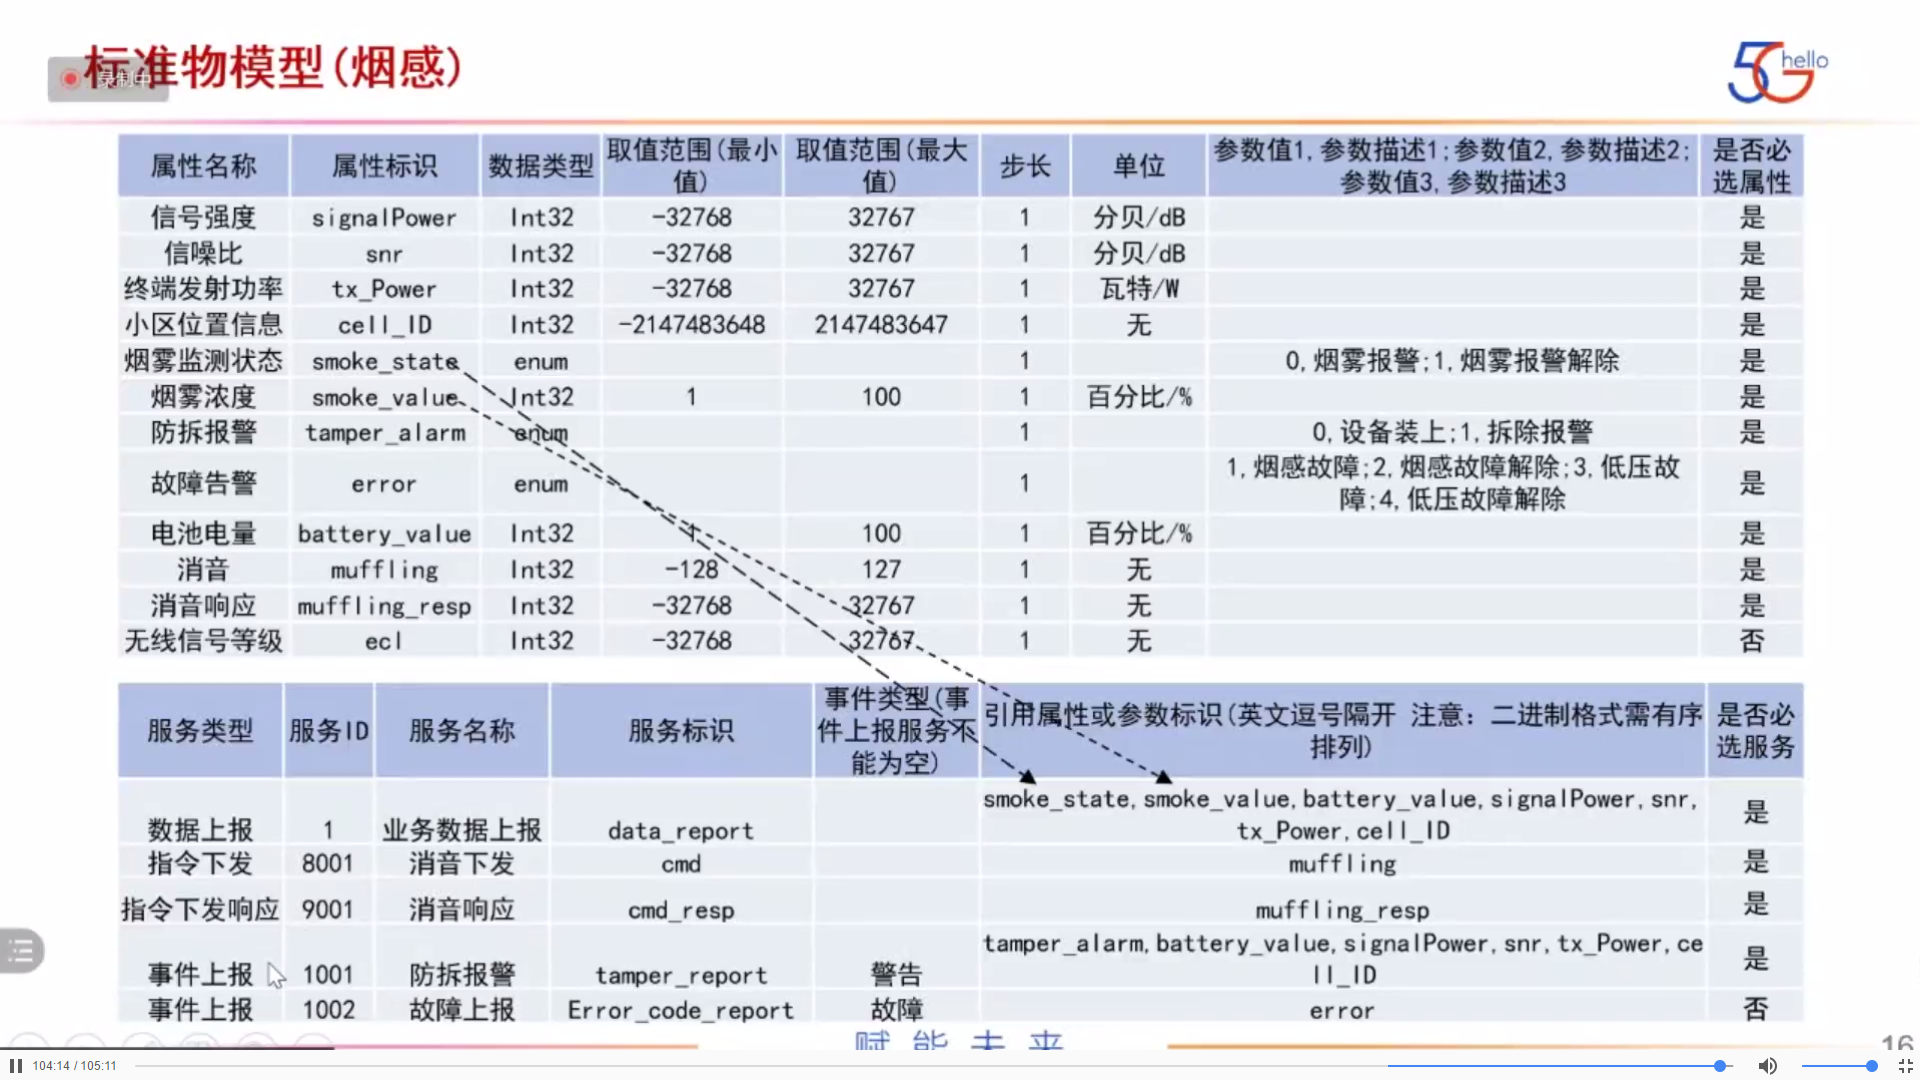 标准物模型(烟感)
录制中
5G hello
属性名称 属性标识 数据类型 取值范围(最小值) 取值范围(最大值) 步长 单位 参数值1,参数描述1;参数值2,参数描述2;参数值3,参数描述3 是否必选属性
信号强度 signalPower Int32 -32768 32767 1 分贝/dB 是
信噪比 snr Int32 -32768 32767 1 分贝/dB 是
终端发射功率 tx_Power Int32 -32768 32767 1 瓦特/W 是
小区位置信息 cell_ID Int32 -2147483648 2147483647 1 无 是
烟雾监测状态 smoke_state enum 1 0,烟雾报警;1,烟雾报警解除 是
烟雾浓度 smoke_value Int32 1 100 1 百分比/% 是
防拆报警 tamper_alarm enum 1 0,设备装上;1,拆除报警 是
故障告警 error enum 1 1,烟感故障;2,烟感故障解除;3,低压故障;4,低压故障解除 是
电池电量 battery_value Int32 1 100 1 百分比/% 是
消音 muffling Int32 -128 127 1 无 是
消音响应 muffling_resp Int32 -32768 32767 1 无 是
无线信号等级 ecl Int32 -32768 32767 1 无 否
服务类型 服务ID 服务名称 服务标识 事件类型(事件上报服务不能为空) 引用属性或参数标识(英文逗号隔开 注意: 二进制格式需有序排列) 是否必选服务
数据上报 1 业务数据上报 data_report smoke_state,smoke_value,battery_value,signalPower,snr,tx_Power,cell_ID 是
指令下发 8001 消音下发 cmd muffling 是
指令下发响应 9001 消音响应 cmd_resp muffling_resp 是
事件上报 1001 防拆报警 tamper_report 警告 tamper_alarm,battery_value,signalPower,snr,tx_Power,cell_ID 是
事件上报 1002 故障上报 Error_code_report 故障 error 否
赋能未来
16
104:14 / 105:11